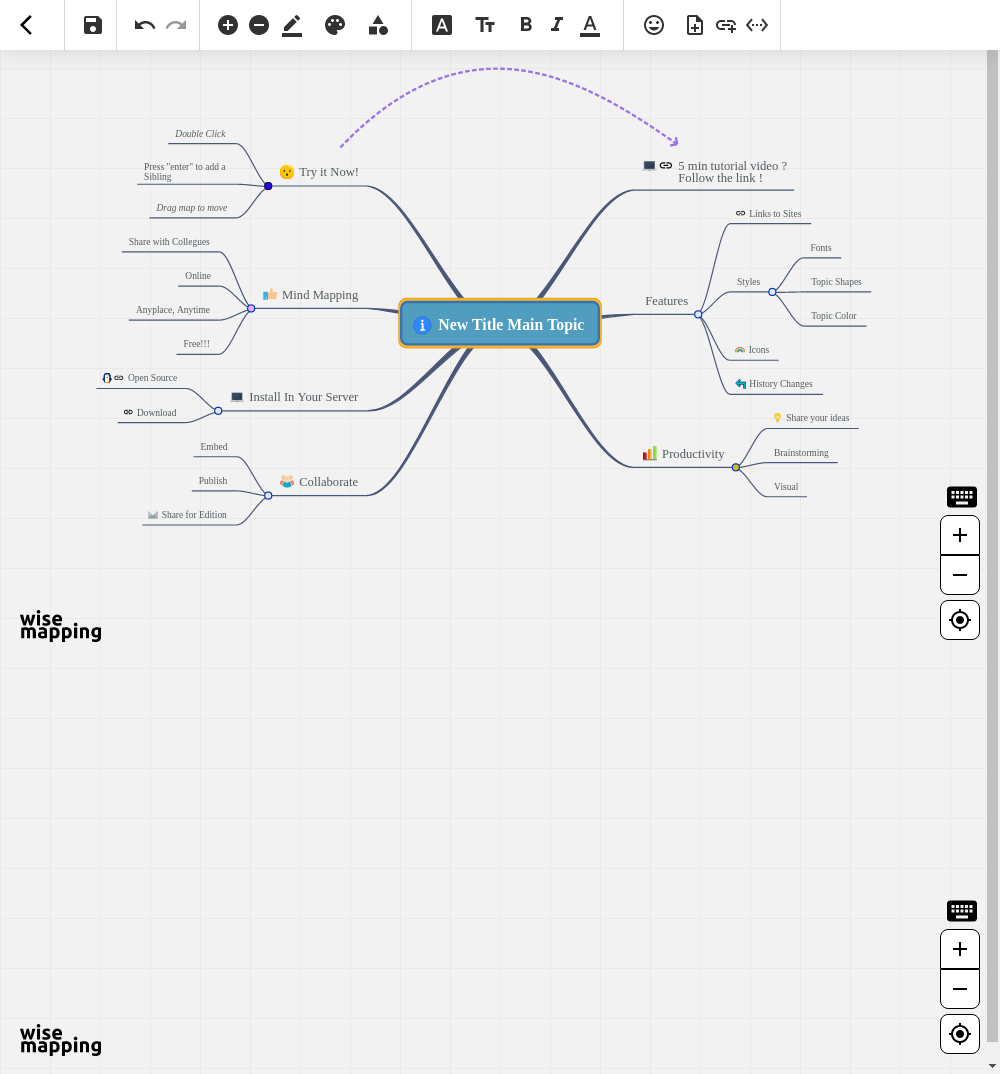 Double Click
Press "enter" to add a
Sibling
Drag map to move
Try it Now!
Share with Collegues
Online
Anyplace, Anytime
Free!!!
Mind Mapping
Open Source
Download
Install In Your Server
Embed
Publish
Share for Edition
Collaborate
New Title Main Topic
5 min tutorial video ?
Follow the link !
Links to Sites
Features
Styles
Fonts
Topic Shapes
Topic Color
Icons
History Changes
Productivity
Share your ideas
Brainstorming
Visual
wise
mapping
wise
mapping